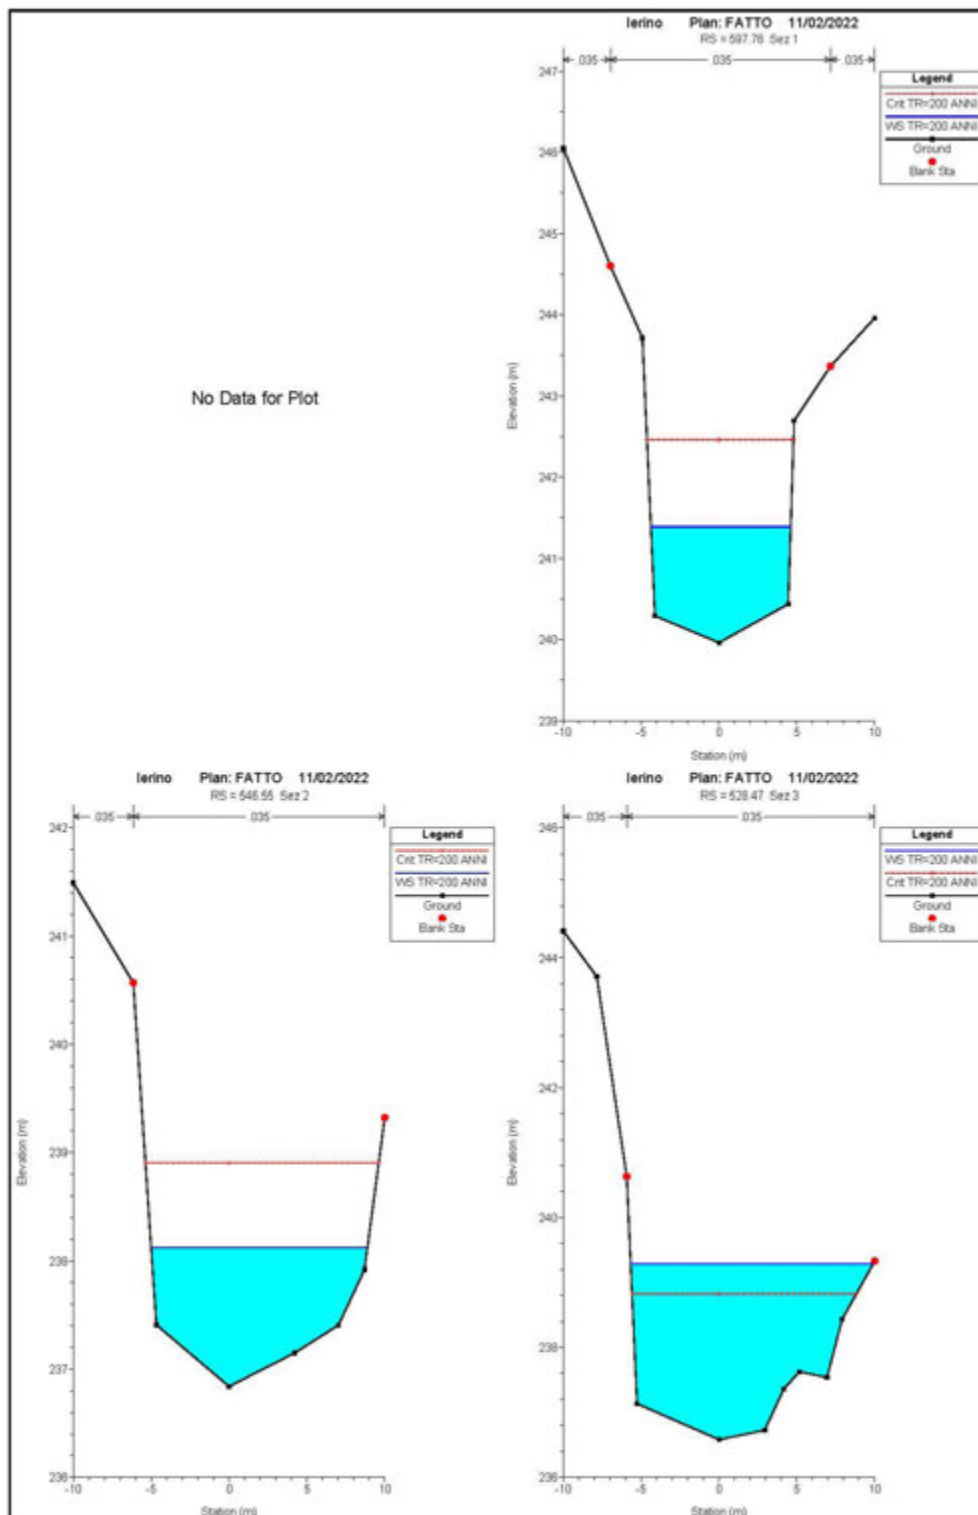 No Data for Plot
Ierino Plan: FATTO 11/02/2022
RS = 597.76 Sez 1
.035 .035 .035
Legend
Crit TR=200 ANNI
WS TR=200 ANNI
Ground
Bank Sta
Elevation (m)
247
246
245
244
243
242
241
240
239
-10 -5 0 5 10
Station (m)
Ierino Plan: FATTO 11/02/2022
RS = 546.55 Sez 2
.035 .035
Legend
Crit TR=200 ANNI
WS TR=200 ANNI
Ground
Bank Sta
Elevation (m)
242
241
240
239
238
237
236
-10 -5 0 5 10
Station (m)
Ierino Plan: FATTO 11/02/2022
RS = 528.47 Sez 3
.035 .035
Legend
WS TR=200 ANNI
Crit TR=200 ANNI
Ground
Bank Sta
Elevation (m)
246
244
242
240
238
236
-10 -5 0 5 10
Station (m)